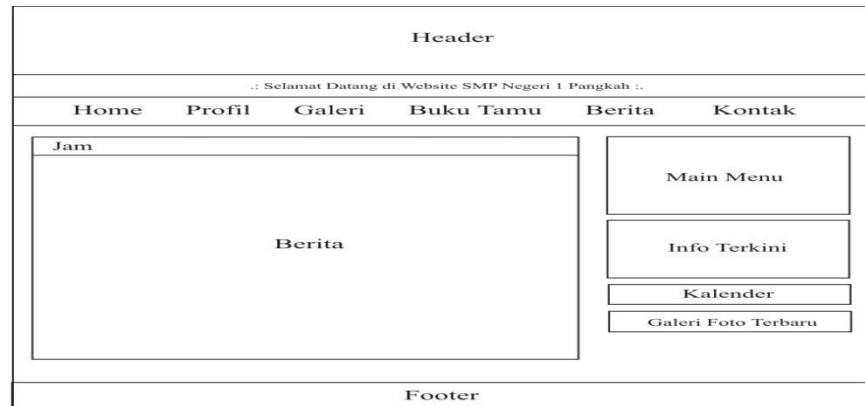 Header
.: Selamat Datang di Website SMP Negeri 1 Pangkah :.
Home Profil Galeri Buku Tamu Berita Kontak
Jam
Berita
Main Menu
Info Terkini
Kalender
Galeri Foto Terbaru
Footer